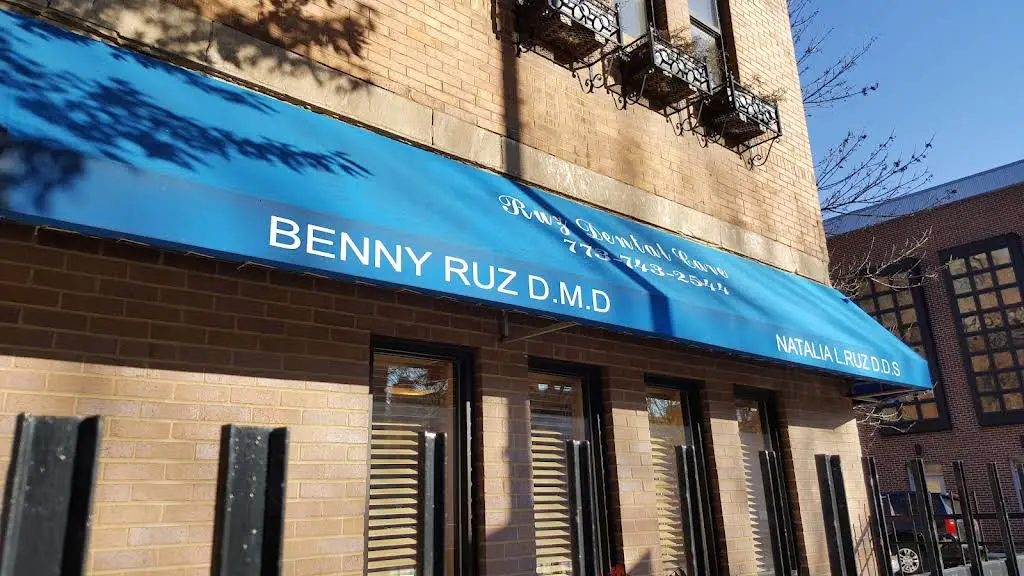 Ruz Dental Care
773-743-2544
BENNY RUZ D.M.D
NATALIA L.RUZ D.D.S